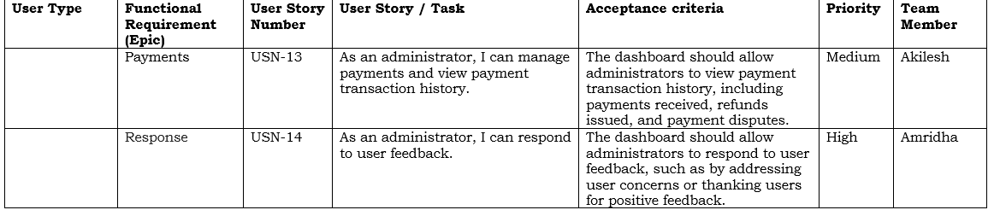 User Type Functional Requirement (Epic) User Story Number User Story / Task Acceptance criteria Priority Team Member
Payments USN-13 As an administrator, I can manage payments and view payment transaction history. The dashboard should allow administrators to view payment transaction history, including payments received, refunds issued, and payment disputes. Medium Akilesh
Response USN-14 As an administrator, I can respond to user feedback. The dashboard should allow administrators to respond to user feedback, such as by addressing user concerns or thanking users for positive feedback. High Amridha